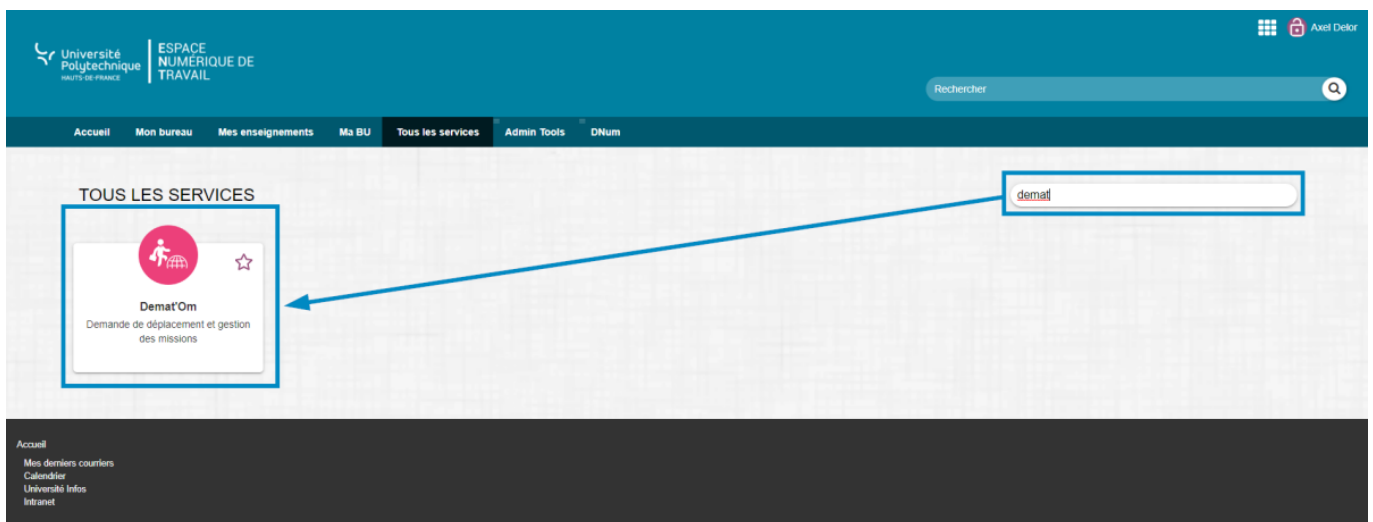 Axel Delor
Université
Polytechnique
HAUTS-DE-FRANCE
ESPACE
NUMÉRIQUE DE
TRAVAIL
Rechercher
Accueil Mon bureau Mes enseignements Ma BU Tous les services Admin Tools DNum
TOUS LES SERVICES
demat
Demat'Om
Demande de déplacement et gestion
des missions
Accueil
Mes derniers courriers
Calendrier
Université Infos
Intranet